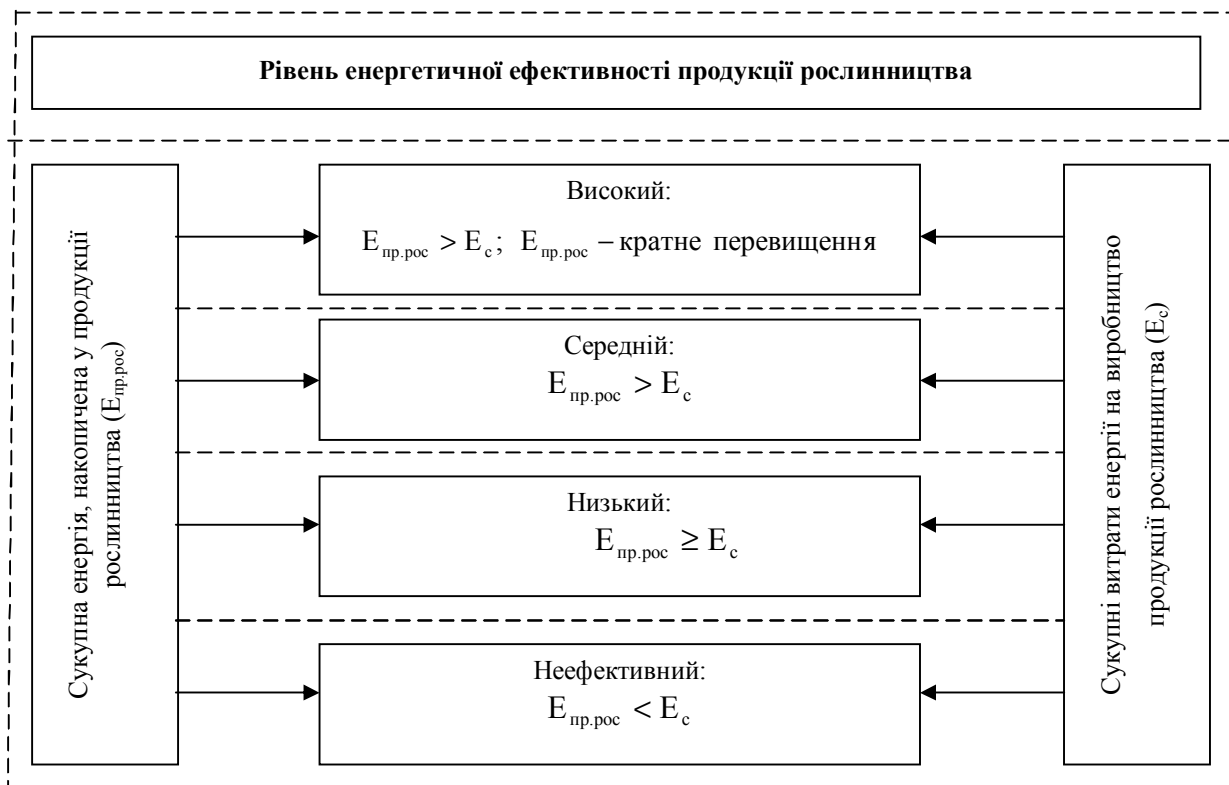 Рівень енергетичної ефективності продукції рослинництва
Сукупна енергія, накопичена у продукції
рослинництва (Eпр.рос)
Високий:
Eпр.рос > Eс; Eпр.рос – кратне перевищення
Середній:
Eпр.рос > Eс
Низький:
Eпр.рос ≥ Eс
Неефективний:
Eпр.рос < Eс
Сукупні витрати енергії на виробництво
продукції рослинництва (Eс)